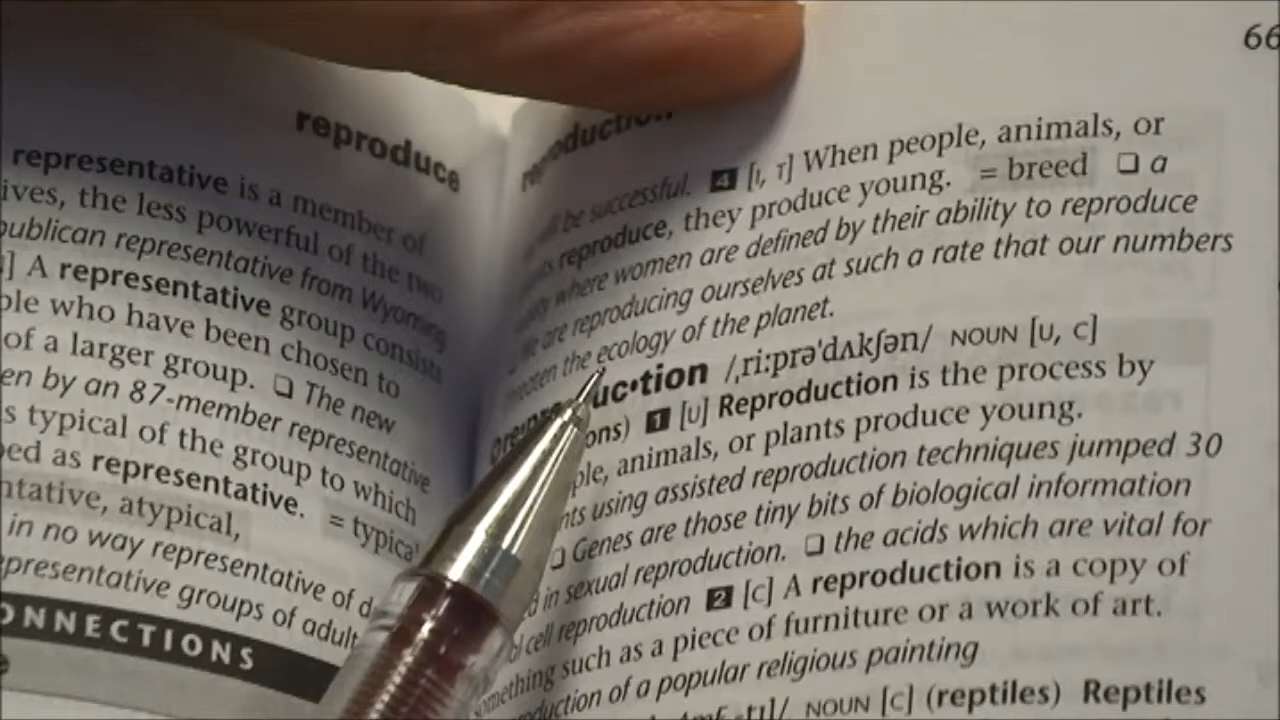 reproduce
representative is a member of
ives, the less powerful of the two
publican representative from Wyoming
] A representative group consists
ple who have been chosen to
of a larger group. ❏ The new
en by an 87-member representative
s typical of the group to which
bed as representative. = typical
ntative, atypical,
in no way representative of d
presentative groups of adult
ONNECTIONS
reproduction
66
be successful. 4 [I, T] When people, animals, or
reproduce, they produce young. = breed ❏ a
where women are defined by their ability to reproduce
We are reproducing ourselves at such a rate that our numbers
threaten the ecology of the planet.
uc•tion /ˌriːprəˈdʌkʃən/ NOUN [U, C]
ons) 1 [U] Reproduction is the process by
ple, animals, or plants produce young.
nts using assisted reproduction techniques jumped 30
❏ Genes are those tiny bits of biological information
d in sexual reproduction. ❏ the acids which are vital for
cell reproduction 2 [C] A reproduction is a copy of
something such as a piece of furniture or a work of art.
roduction of a popular religious painting
NOUN [C] (reptiles) Reptiles